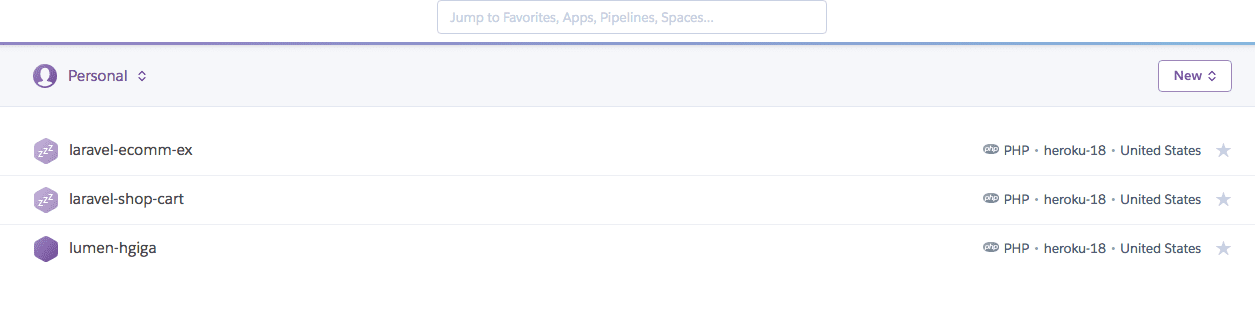 Jump to Favorites, Apps, Pipelines, Spaces...
Personal New
zzz laravel-ecomm-ex php PHP • heroku-18 • United States
zzz laravel-shop-cart php PHP • heroku-18 • United States
lumen-hgiga php PHP • heroku-18 • United States